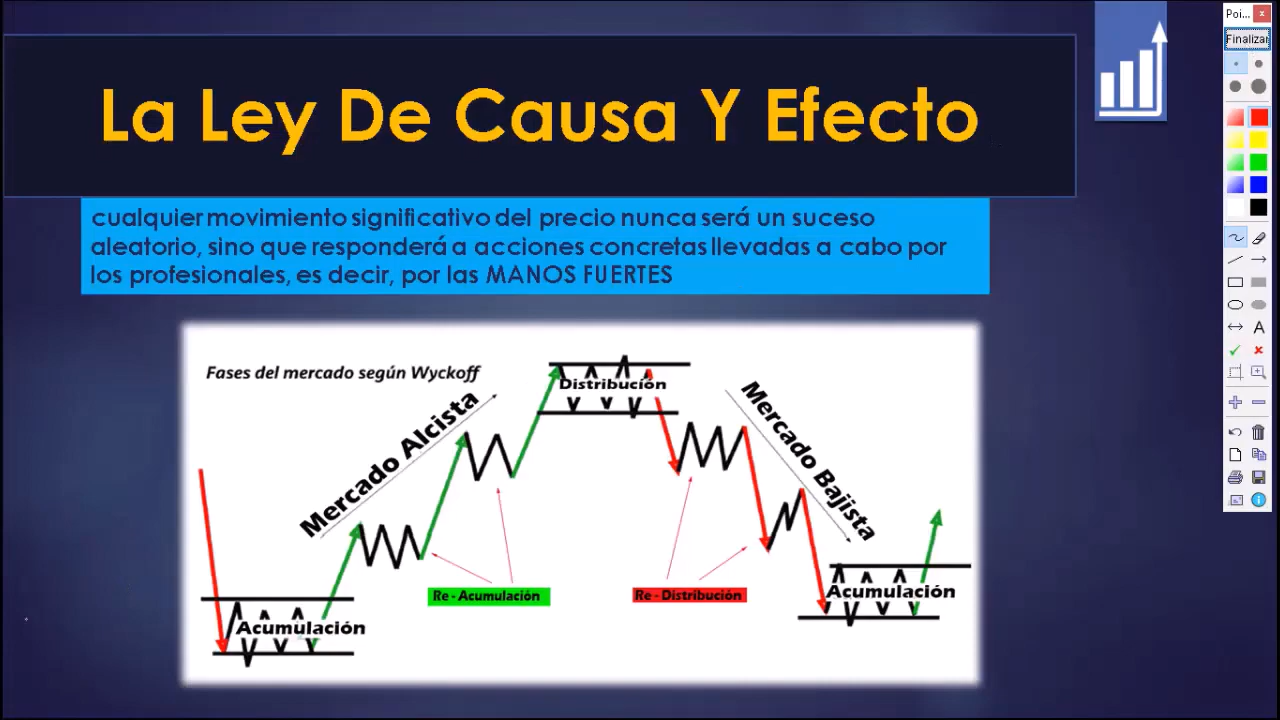 Poi...
Finalizar
La Ley De Causa Y Efecto
cualquier movimiento significativo del precio nunca será un suceso
aleatorio, sino que responderá a acciones concretas llevadas a cabo por
los profesionales, es decir, por las MANOS FUERTES
Fases del mercado según Wyckoff
Mercado Alcista
Distribución
Mercado Bajista
Re - Acumulación
Re - Distribución
Acumulación
Acumulación
A